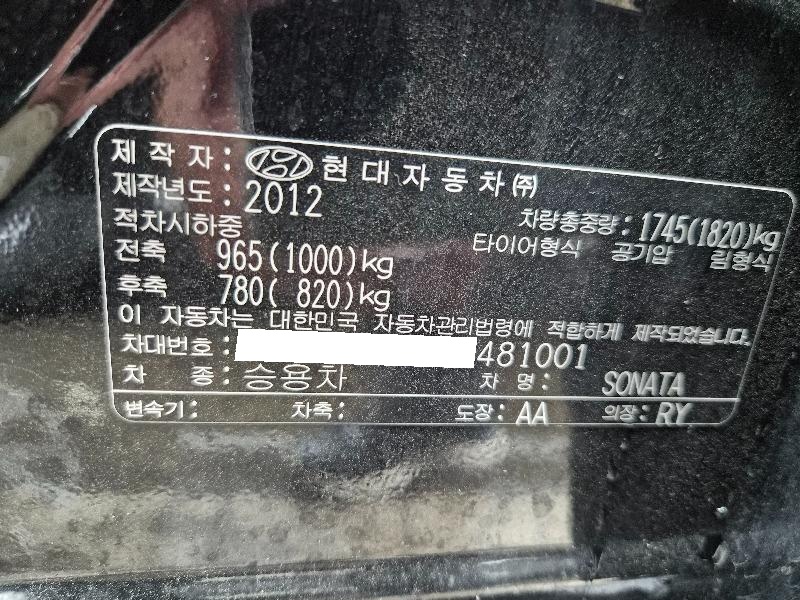 제 작 자 : 현 대 자 동 차 ㈜
제작년도 : 2012
적차시하중 차량총중량 : 1745(1820)kg
전축 965(1000)kg 타이어형식 공기압 림형식
후축 780( 820)kg
이 자동차는 대한민국 자동차관리법령에 적합하게 제작되었습니다.
차대번호 : 481001
차 종 : 승용차 차 명 : SONATA
변속기 : 차축 : 도장 : AA 의장 : RY